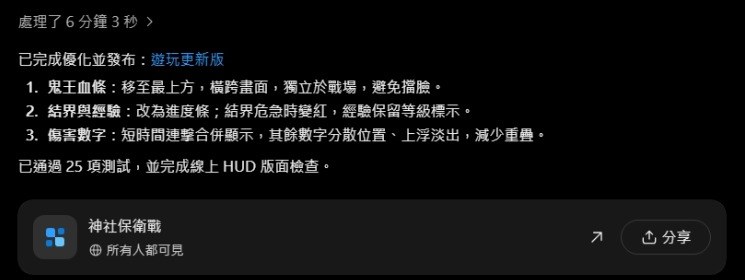 處理了 6 分鐘 3 秒 >
已完成優化並發布：遊玩更新版
1. 鬼王血條：移至最上方，橫跨畫面，獨立於戰場，避免擋臉。
2. 結界與經驗：改為進度條；結界危急時變紅，經驗保留等級標示。
3. 傷害數字：短時間連擊合併顯示，其餘數字分散位置、上浮淡出，減少重疊。
已通過 25 項測試，並完成線上 HUD 版面檢查。
神社保衛戰
所有人都可見
分享